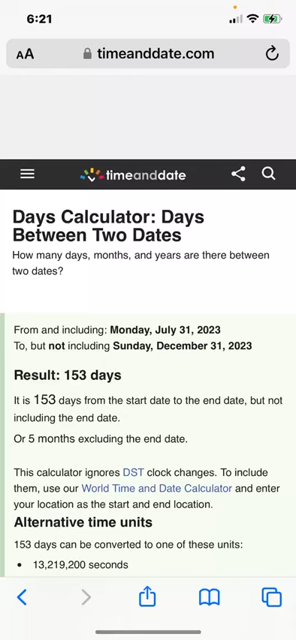 6:21
AA timeanddate.com
timeanddate
Days Calculator: Days
Between Two Dates
How many days, months, and years are there between
two dates?
From and including: Monday, July 31, 2023
To, but not including Sunday, December 31, 2023
Result: 153 days
It is 153 days from the start date to the end date, but not
including the end date.
Or 5 months excluding the end date.
This calculator ignores DST clock changes. To include
them, use our World Time and Date Calculator and enter
your location as the start and end location.
Alternative time units
153 days can be converted to one of these units:
• 13,219,200 seconds